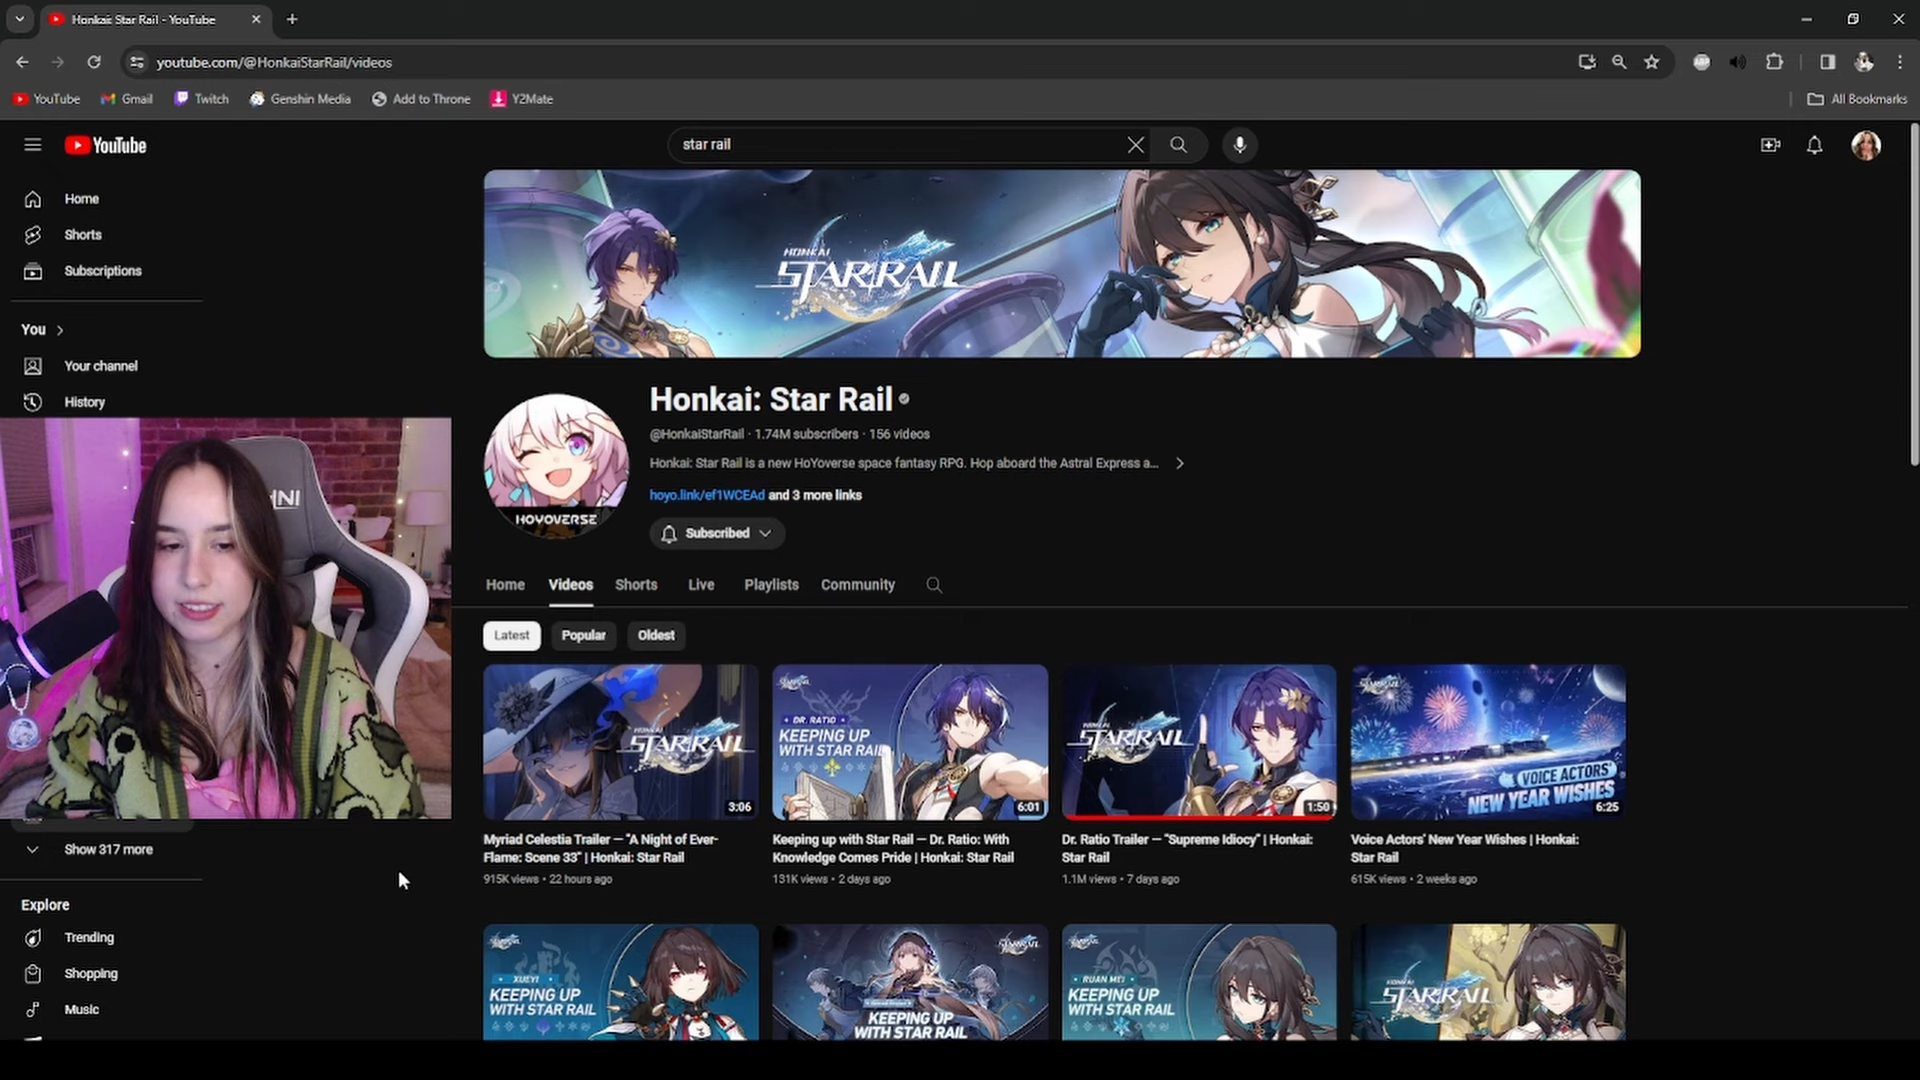 Honkai: Star Rail - YouTube
youtube.com/@HonkaiStarRail/videos
YouTube
Gmail
Twitch
Genshin Media
Add to Throne
Y2Mate
All Bookmarks
YouTube
star rail
Home
Shorts
Subscriptions
You
Your channel
History
Show 317 more
Explore
Trending
Shopping
Music
HONKAI
STAR RAIL
HOYOVERSE
Honkai: Star Rail
@HonkaiStarRail · 1.74M subscribers · 156 videos
Honkai: Star Rail is a new HoYoverse space fantasy RPG. Hop aboard the Astral Express a...
hoyo.link/ef1WCEAd and 3 more links
Subscribed
Home
Videos
Shorts
Live
Playlists
Community
Latest
Popular
Oldest
HONKAI
STAR RAIL
3:06
Myriad Celestia Trailer — "A Night of Ever-
Flame: Scene 33" | Honkai: Star Rail
915K views • 22 hours ago
DR. RATIO
KEEPING UP
WITH STAR RAIL
6:01
Keeping up with Star Rail — Dr. Ratio: With
Knowledge Comes Pride | Honkai: Star Rail
131K views • 2 days ago
HONKAI
STAR RAIL
1:50
Dr. Ratio Trailer — "Supreme Idiocy" | Honkai:
Star Rail
1.1M views • 7 days ago
VOICE ACTORS'
NEW YEAR WISHES
6:25
Voice Actors' New Year Wishes | Honkai:
Star Rail
615K views • 2 weeks ago
XUEYI
KEEPING UP
WITH STAR RAIL
STAR RAIL
KEEPING UP
WITH STAR RAIL
RUAN MEI
KEEPING UP
WITH STAR RAIL
HONKAI
STAR RAIL